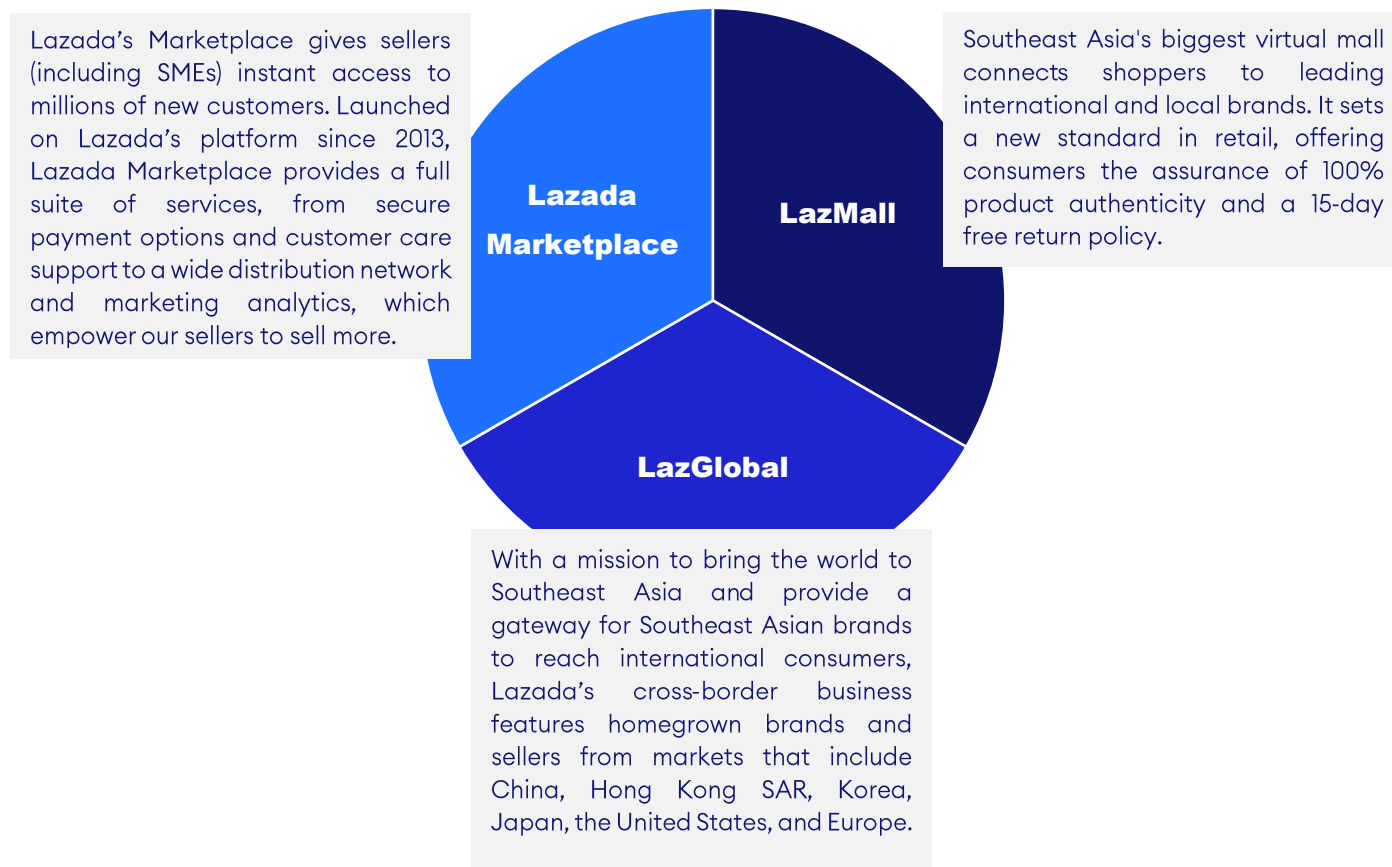 Lazada’s Marketplace gives sellers
(including SMEs) instant access to
millions of new customers. Launched
on Lazada’s platform since 2013,
Lazada Marketplace provides a full
suite of services, from secure
payment options and customer care
support to a wide distribution network
and marketing analytics, which
empower our sellers to sell more.
Lazada
Marketplace
LazMall
Southeast Asia's biggest virtual mall
connects shoppers to leading
international and local brands. It sets
a new standard in retail, offering
consumers the assurance of 100%
product authenticity and a 15-day
free return policy.
LazGlobal
With a mission to bring the world to
Southeast Asia and provide a
gateway for Southeast Asian brands
to reach international consumers,
Lazada’s cross-border business
features homegrown brands and
sellers from markets that include
China, Hong Kong SAR, Korea,
Japan, the United States, and Europe.